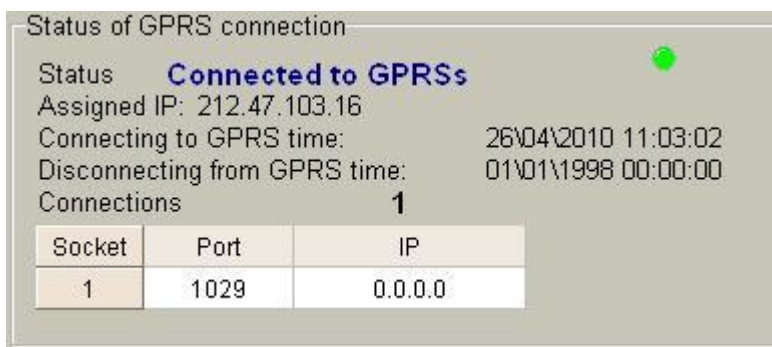 Status of GPRS connection
Status Connected to GPRSs
Assigned IP: 212.47.103.16
Connecting to GPRS time: 26\04\2010 11:03:02
Disconnecting from GPRS time: 01\01\1998 00:00:00
Connections 1
Socket Port IP
1 1029 0.0.0.0